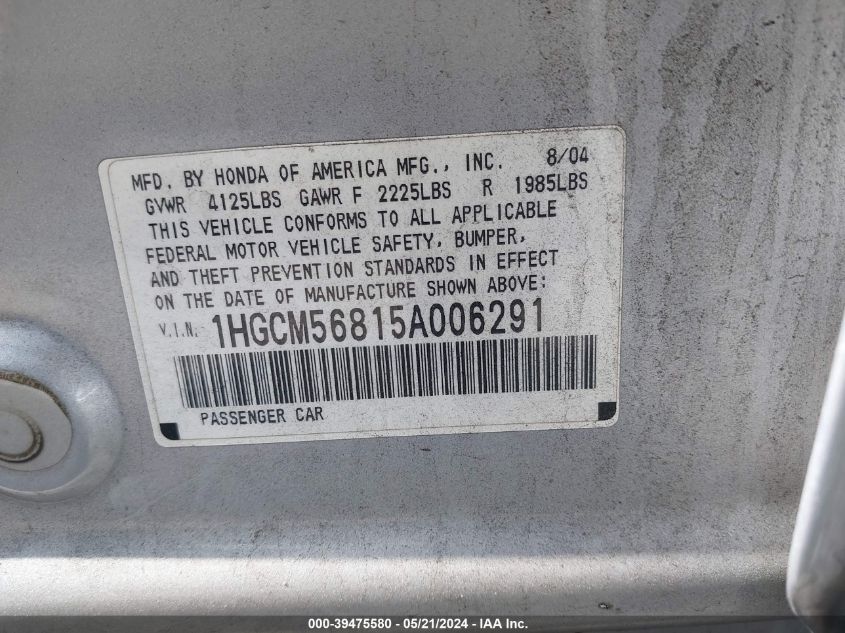 MFD. BY HONDA OF AMERICA MFG., INC. 8/04
GVWR 4125LBS GAWR F 2225LBS R 1985LBS
THIS VEHICLE CONFORMS TO ALL APPLICABLE
FEDERAL MOTOR VEHICLE SAFETY, BUMPER,
AND THEFT PREVENTION STANDARDS IN EFFECT
ON THE DATE OF MANUFACTURE SHOWN ABOVE:
V.I.N. 1HGCM56815A006291
PASSENGER CAR
000-39475580 - 05/21/2024 - IAA Inc.